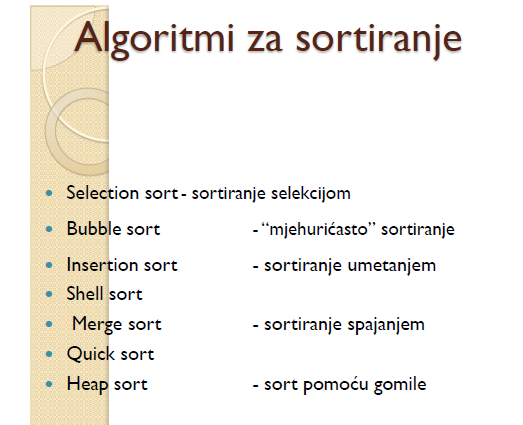 Algoritmi za sortiranje
Selection sort - sortiranje selekcijom
Bubble sort - “mjehurićasto” sortiranje
Insertion sort - sortiranje umetanjem
Shell sort
Merge sort - sortiranje spajanjem
Quick sort
Heap sort - sort pomoću gomile